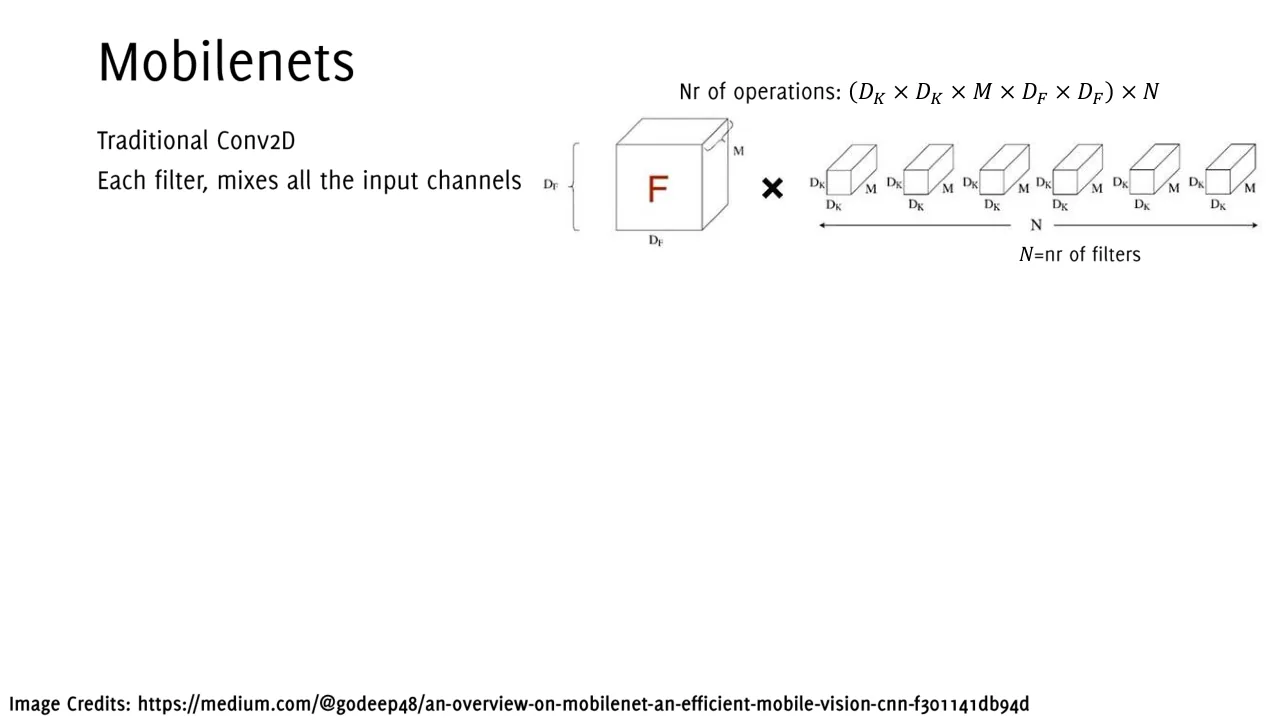 Mobilenets
Nr of operations: (D_K × D_K × M × D_F × D_F) × N
Traditional Conv2D
Each filter, mixes all the input channels
D_F
F
M
D_F
×
D_K M D_K M D_K M D_K M D_K M D_K M
D_K D_K D_K D_K D_K D_K
N
N=nr of filters
Image Credits: https://medium.com/@godeep48/an-overview-on-mobilenet-an-efficient-mobile-vision-cnn-f301141db94d